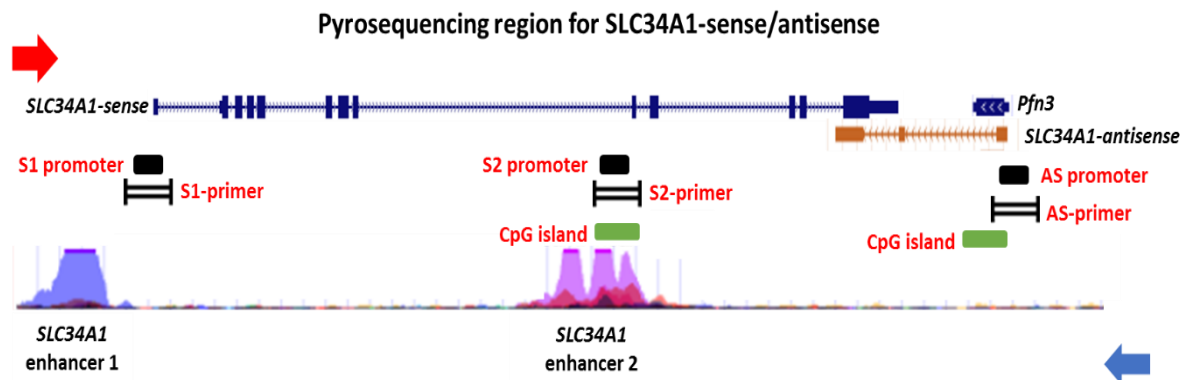 Pyrosequencing region for SLC34A1-sense/antisense
SLC34A1-sense
Pfn3
SLC34A1-antisense
S1 promoter
S2 promoter
AS promoter
S1-primer
S2-primer
AS-primer
CpG island
CpG island
SLC34A1
enhancer 1
SLC34A1
enhancer 2